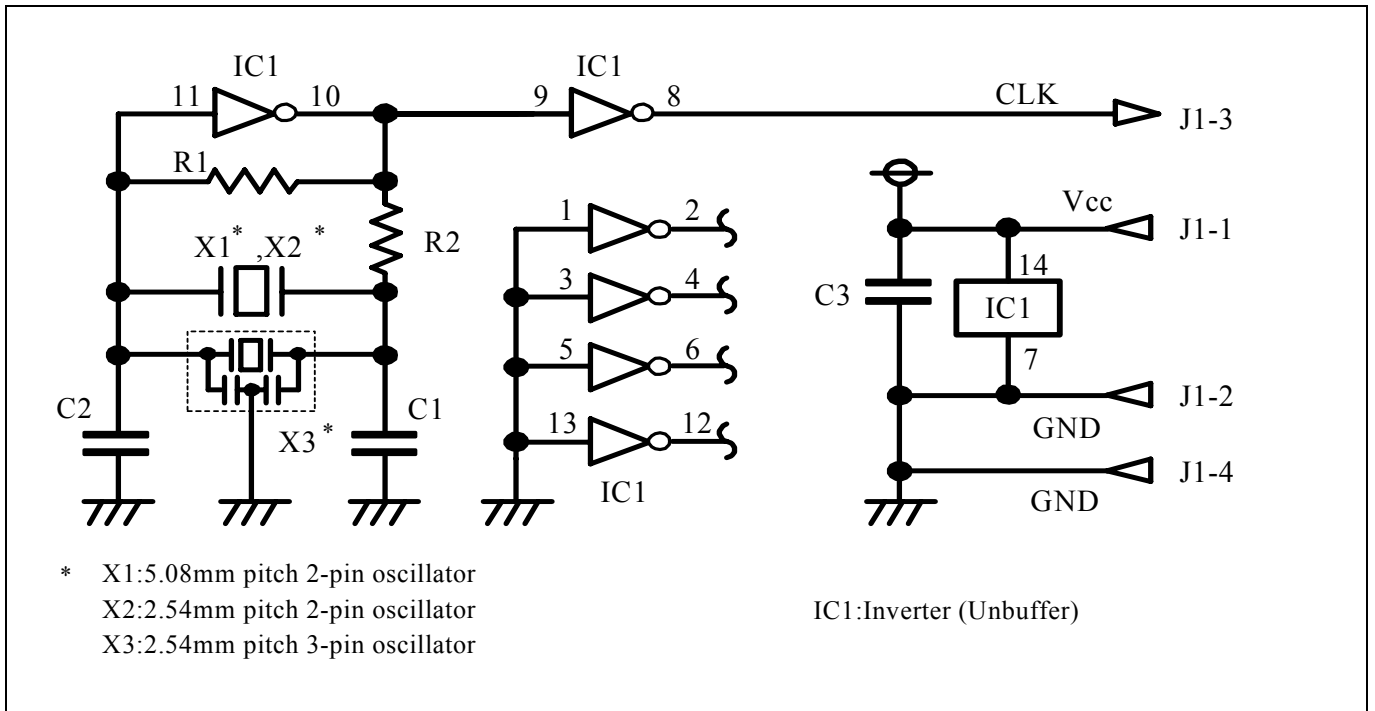 IC1
IC1
11
10
9
8
CLK
J1-3
R1
1
2
Vcc
J1-1
X1* ,X2 *
R2
3
4
14
C3
IC1
5
6
7
C2
C1
J1-2
X3*
13
12
GND
IC1
J1-4
GND
* X1:5.08mm pitch 2-pin oscillator
X2:2.54mm pitch 2-pin oscillator
IC1:Inverter (Unbuffer)
X3:2.54mm pitch 3-pin oscillator